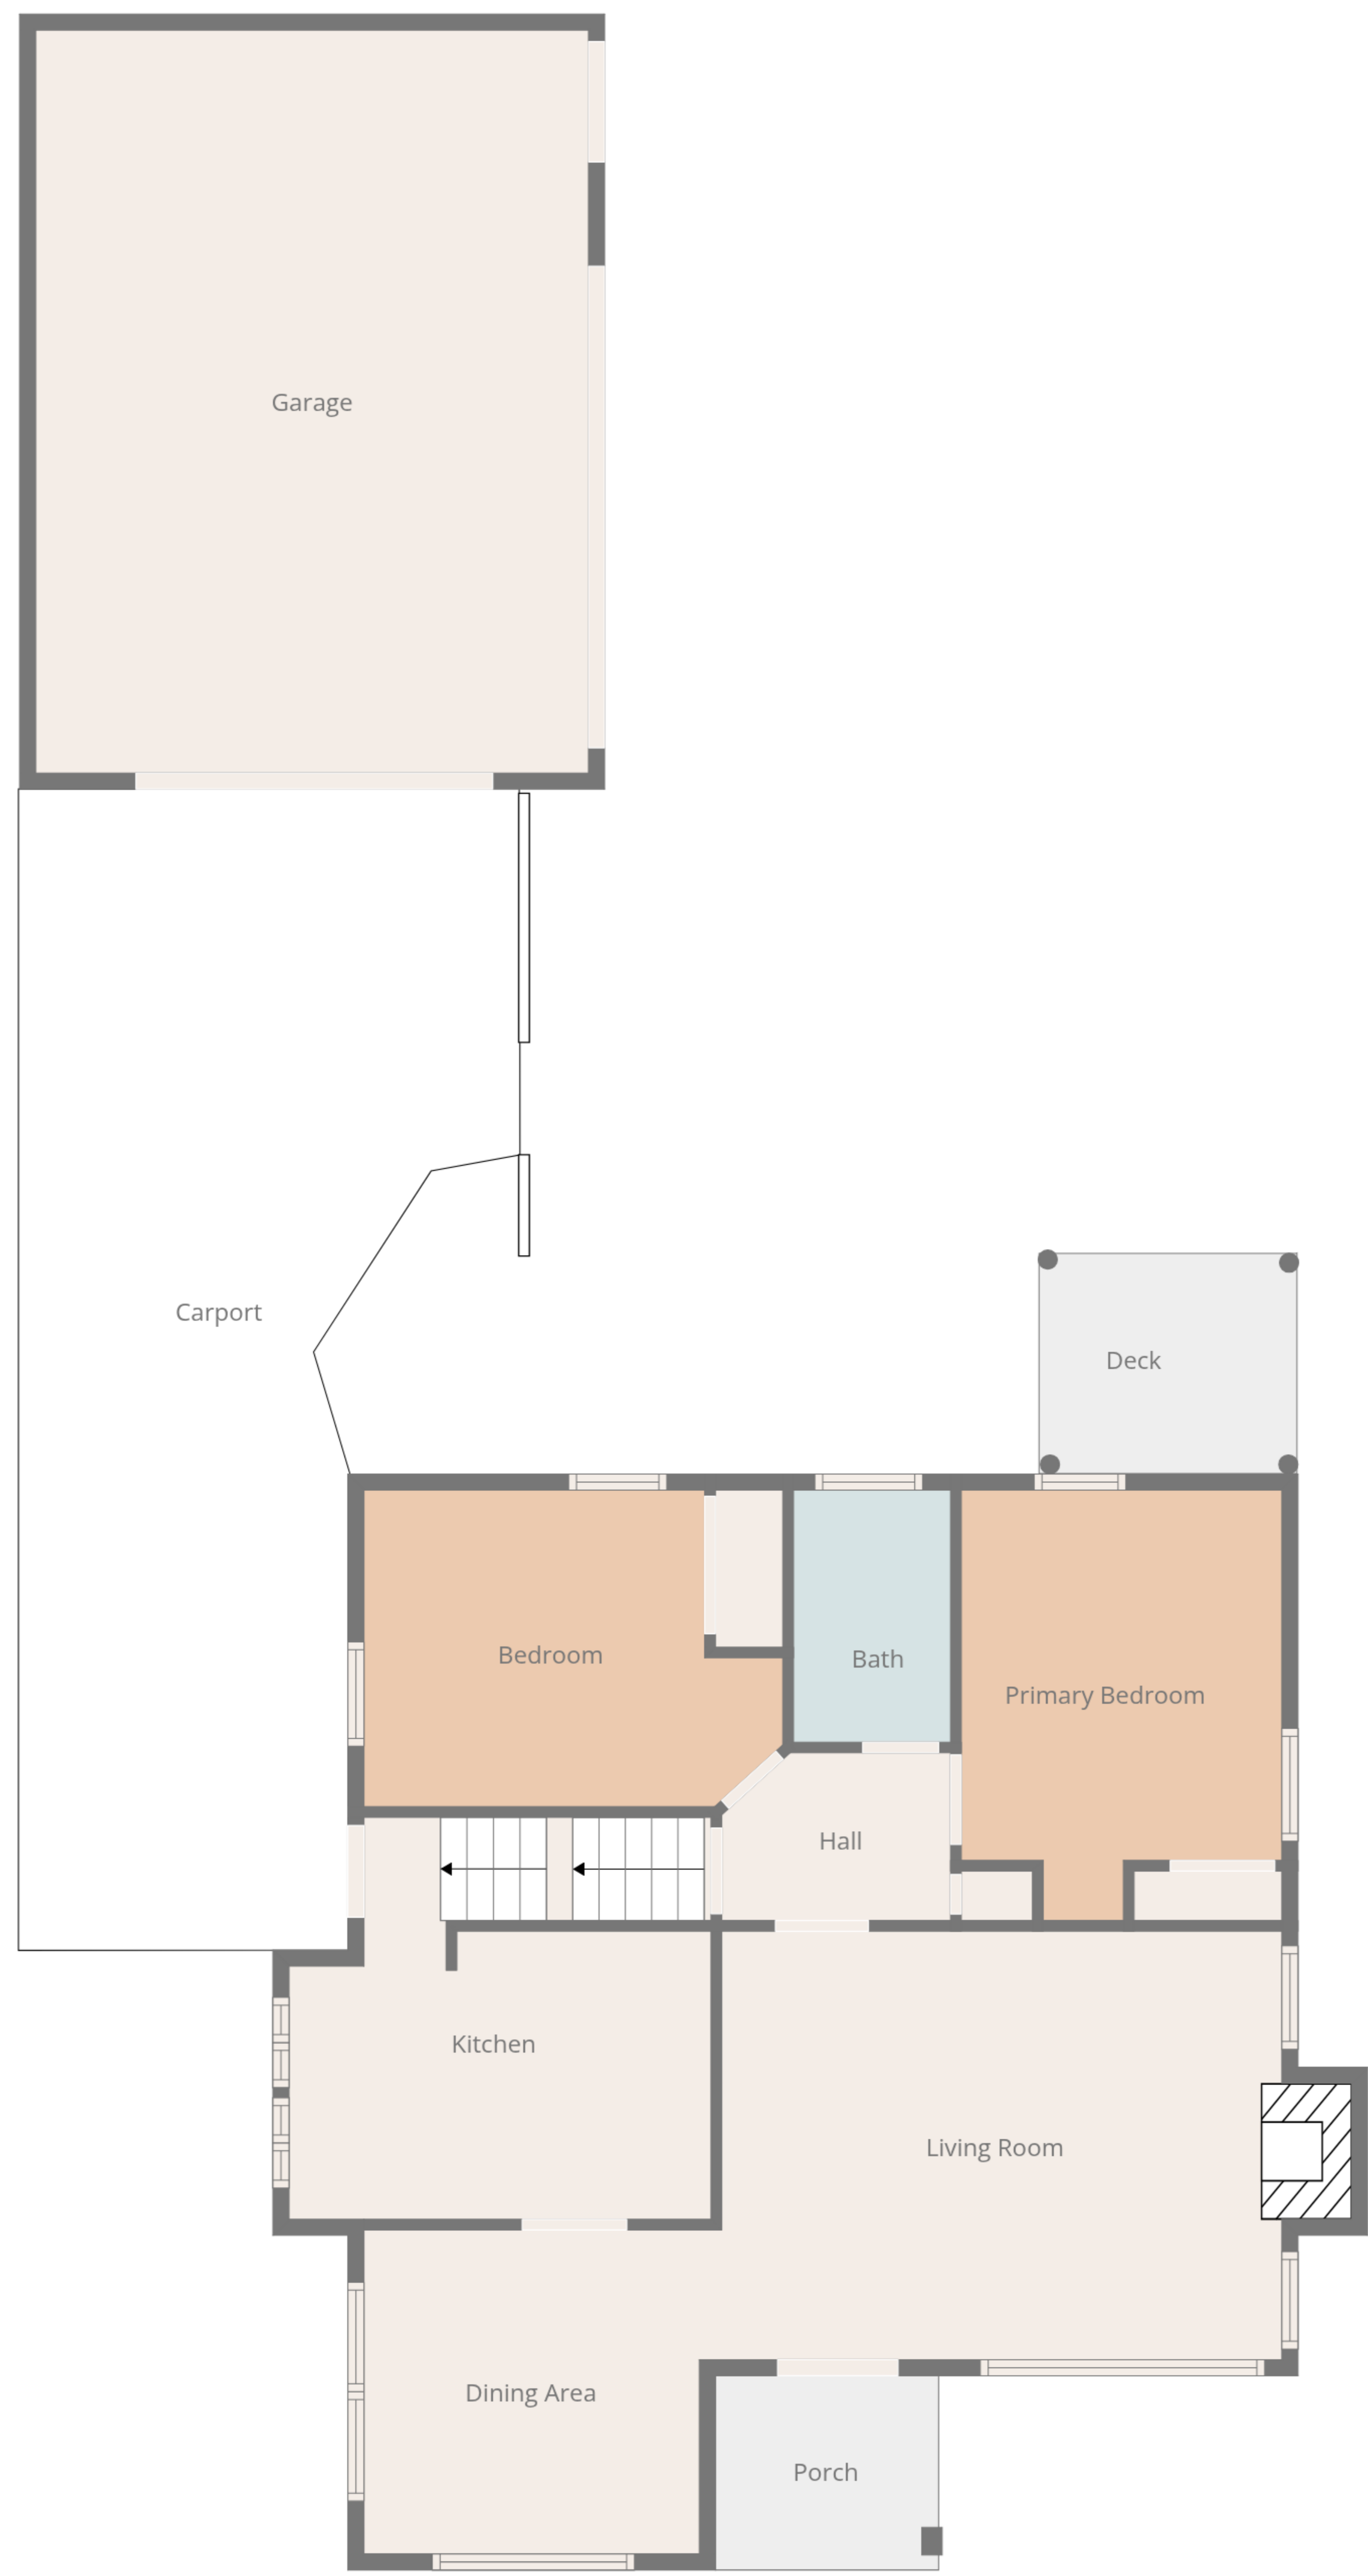 Garage
Carport
Deck
Bedroom
Bath
Primary Bedroom
Hall
Kitchen
Living Room
Dining Area
Porch